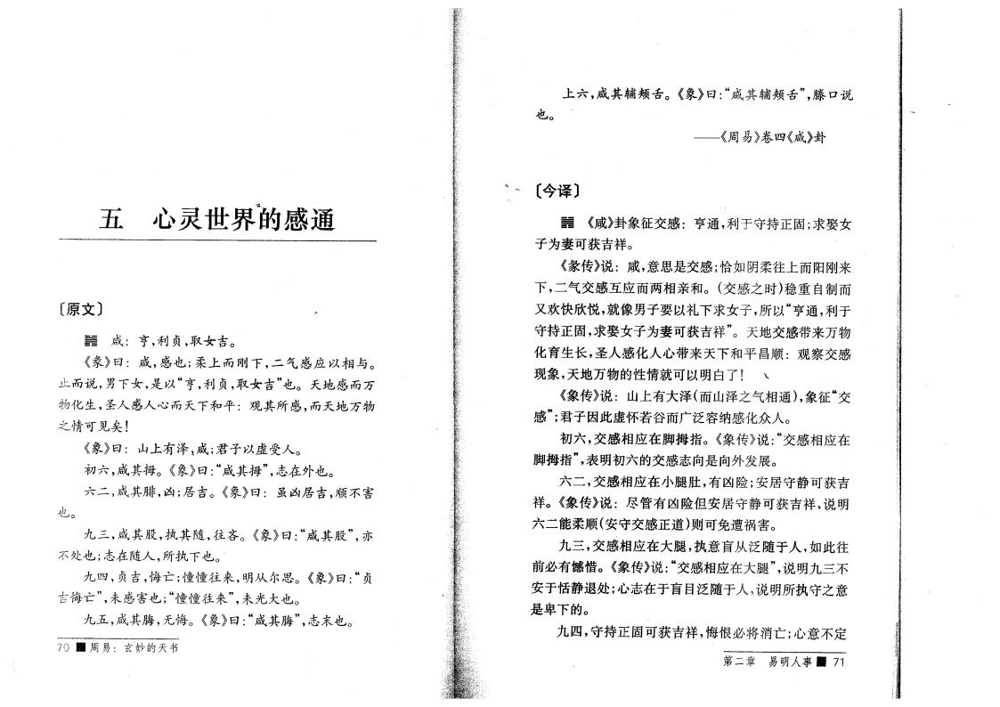 五 心灵世界的感通
〔原文〕
䷞ 咸：亨，利贞，取女吉。
《彖》曰：咸，感也；柔上而刚下，二气感应以相与。
止而说，男下女，是以“亨，利贞，取女吉”也。天地感而万
物化生，圣人感人心而天下和平：观其所感，而天地万物
之情可见矣！
《象》曰：山上有泽，咸；君子以虚受人。
初六，咸其拇。《象》曰：“咸其拇”，志在外也。
六二，咸其腓，凶；居吉。《象》曰：虽凶居吉，顺不害
也。
九三，咸其股，执其随，往吝。《象》曰：“咸其股”，亦
不处也；志在随人，所执下也。
九四，贞吉，悔亡；憧憧往来，明从尔思。《象》曰：“贞
吉悔亡”，未感害也；“憧憧往来”，未光大也。
九五，咸其脢，无悔。《象》曰：“咸其脢”，志末也。
70 ■ 周易：玄妙的天书
上六，咸其辅颊舌。《象》曰：“咸其辅颊舌”，滕口说
也。
——《周易》卷四《咸》卦
〔今译〕
䷞ 《咸》卦象征交感：亨通，利于守持正固；求娶女
子为妻可获吉祥。
《彖传》说：咸，意思是交感；恰如阴柔往上而阳刚来
下，二气交感互应而两相亲和。（交感之时）稳重自制而
又欢快欣悦，就像男子要以礼下求女子，所以“亨通，利于
守持正固，求娶女子为妻可获吉祥”。天地交感带来万物
化育生长，圣人感化人心带来天下和平昌顺：观察交感
现象，天地万物的性情就可以明白了！
《象传》说：山上有大泽（而山泽之气相通），象征“交
感”；君子因此虚怀若谷而广泛容纳感化众人。
初六，交感相应在脚拇指。《象传》说：“交感相应在
脚拇指”，表明初六的交感志向是向外发展。
六二，交感相应在小腿肚，有凶险；安居守静可获吉
祥。《象传》说：尽管有凶险但安居守静可获吉祥，说明
六二能柔顺（安守交感正道）则可免遭祸害。
九三，交感相应在大腿，执意盲从泛随于人，如此往
前必有憾惜。《象传》说：“交感相应在大腿”，说明九三不
安于恬静退处；心志在于盲目泛随于人，说明所执守之意
是卑下的。
九四，守持正固可获吉祥，悔恨必将消亡；心意不定
第二章 易明人事 ■ 71